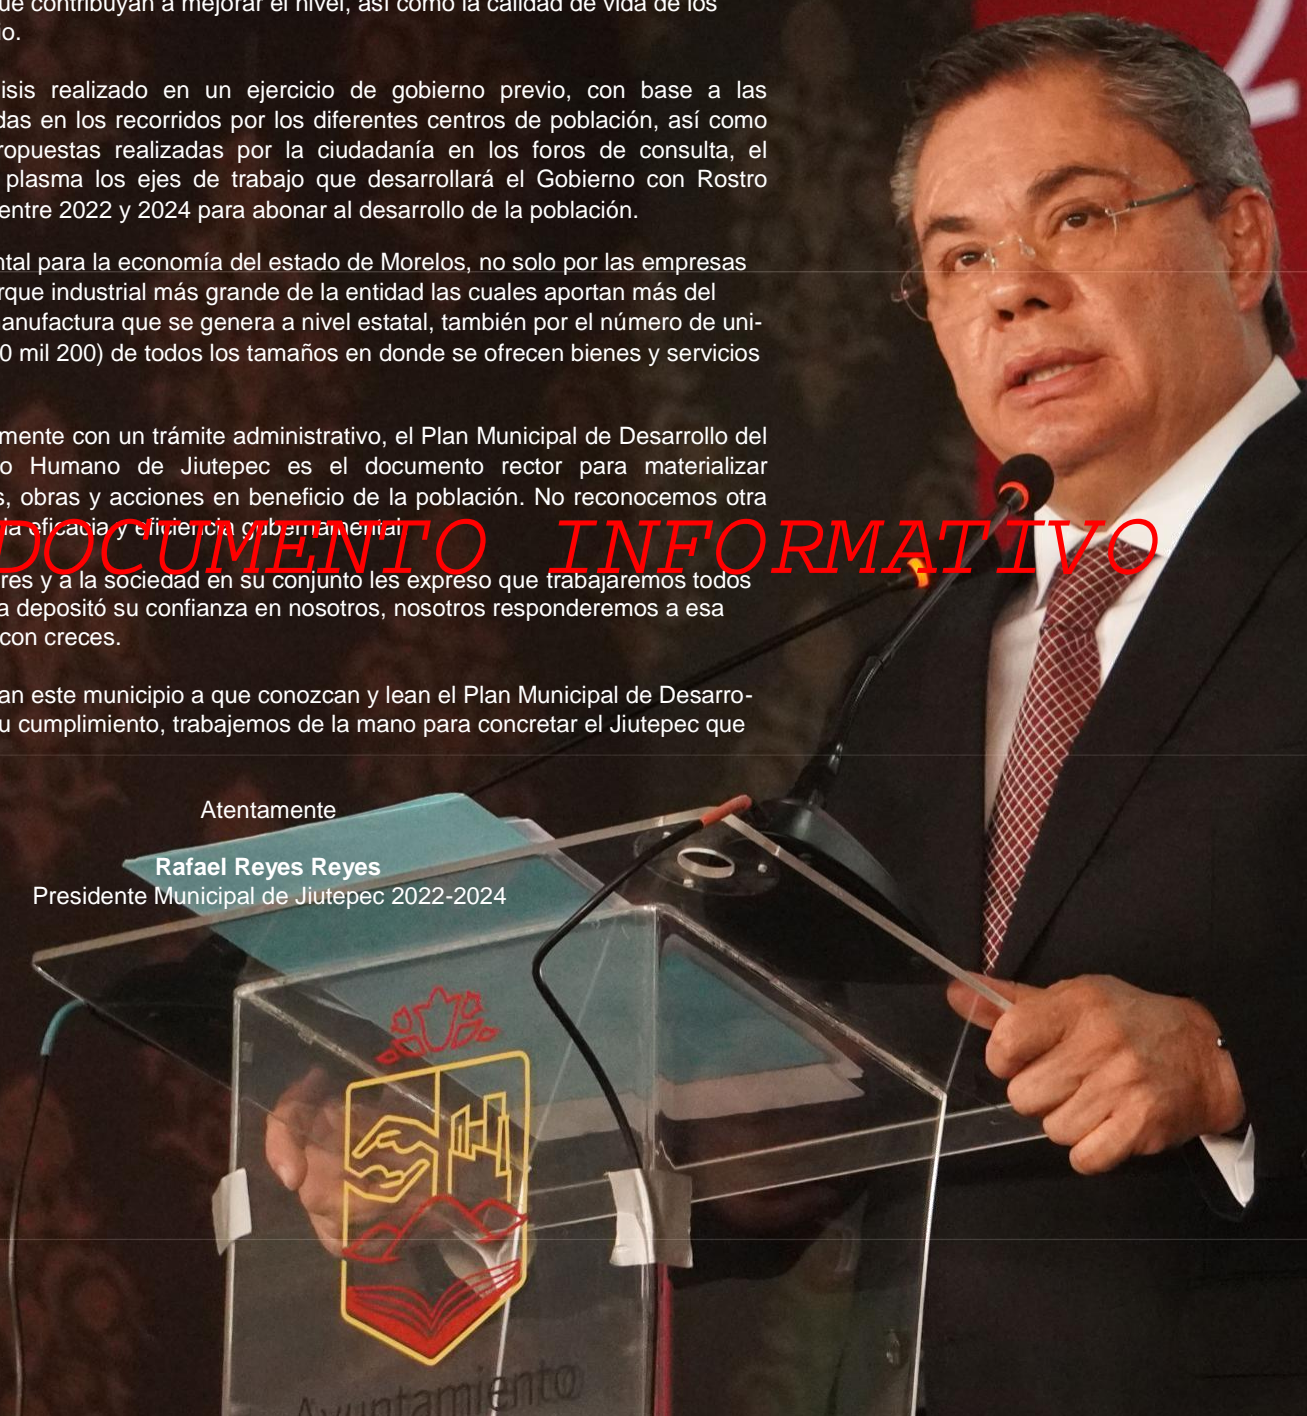 ue contribuyan a mejorar el nivel, así como la calidad de vida de los
io.
isis realizado en un ejercicio de gobierno previo, con base a las
das en los recorridos por los diferentes centros de población, así como
ropuestas realizadas por la ciudadanía en los foros de consulta, el
plasma los ejes de trabajo que desarrollará el Gobierno con Rostro
entre 2022 y 2024 para abonar al desarrollo de la población.
ntal para la economía del estado de Morelos, no solo por las empresas
rque industrial más grande de la entidad las cuales aportan más del
anufactura que se genera a nivel estatal, también por el número de uni-
0 mil 200) de todos los tamaños en donde se ofrecen bienes y servicios
mente con un trámite administrativo, el Plan Municipal de Desarrollo del
o Humano de Jiutepec es el documento rector para materializar
s, obras y acciones en beneficio de la población. No reconocemos otra
la eficacia y eficiencia gubernamental
DOCUMENTO INFORMATIVO
res y a la sociedad en su conjunto les expreso que trabajaremos todos
a depositó su confianza en nosotros, nosotros responderemos a esa
con creces.
an este municipio a que conozcan y lean el Plan Municipal de Desarro-
u cumplimiento, trabajemos de la mano para concretar el Jiutepec que
Atentamente
Rafael Reyes Reyes
Presidente Municipal de Jiutepec 2022-2024
Ayuntamiento
2